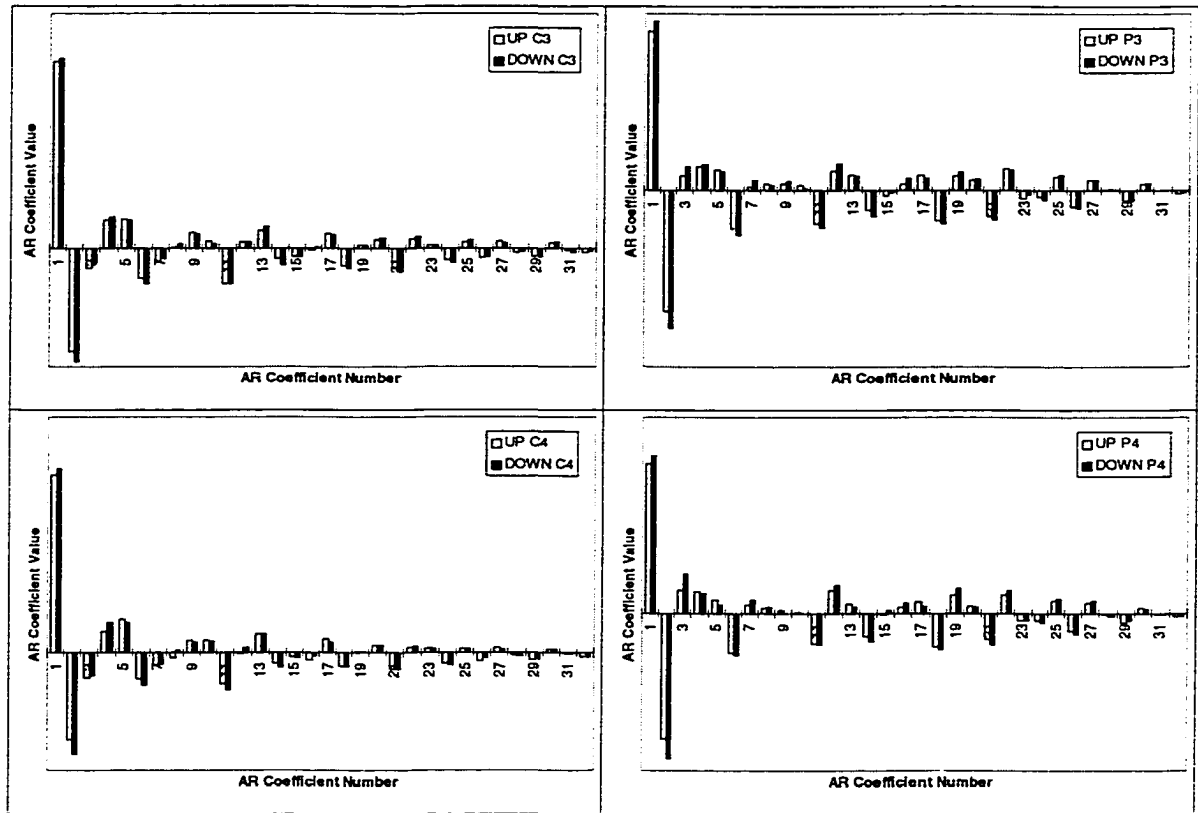 UP C3
DOWN C3
AR Coefficient Value
1 5 7 9 13 15 17 19 23 25 27 29 31
AR Coefficient Number
UP P3
DOWN P3
AR Coefficient Value
1 3 5 7 9 13 15 17 19 23 25 27 29 31
AR Coefficient Number
UP C4
DOWN C4
AR Coefficient Value
1 5 7 9 13 15 17 19 23 25 27 29 31
AR Coefficient Number
UP P4
DOWN P4
AR Coefficient Value
1 3 5 7 9 13 15 17 19 23 25 27 29 31
AR Coefficient Number